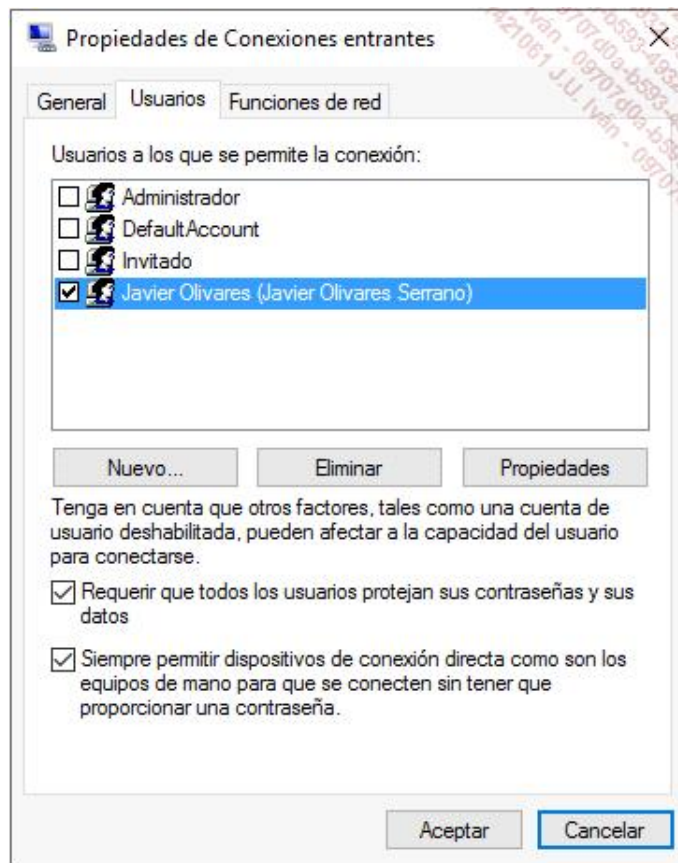 Propiedades de Conexiones entrantes
General Usuarios Funciones de red
Usuarios a los que se permite la conexión:
Administrador
DefaultAccount
Invitado
Javier Olivares (Javier Olivares Serrano)
Nuevo... Eliminar Propiedades
Tenga en cuenta que otros factores, tales como una cuenta de
usuario deshabilitada, pueden afectar a la capacidad del usuario
para conectarse.
Requerir que todos los usuarios protejan sus contraseñas y sus
datos
Siempre permitir dispositivos de conexión directa como son los
equipos de mano para que se conecten sin tener que
proporcionar una contraseña.
Aceptar Cancelar